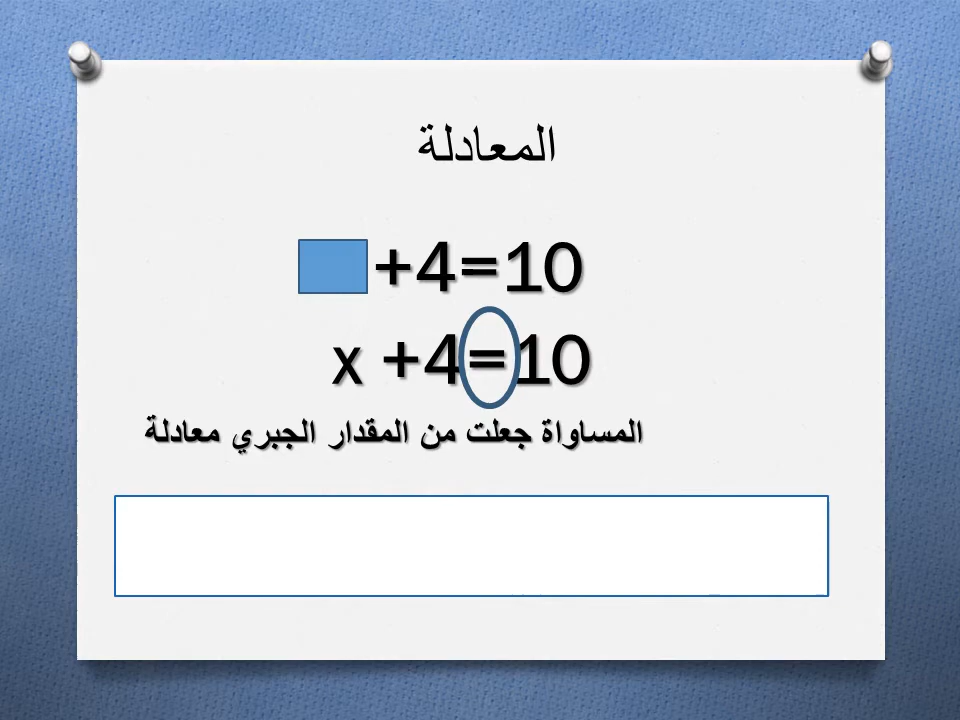 المعادلة
+4=10
x +4=10
المساواة جعلت من المقدار الجبري معادلة